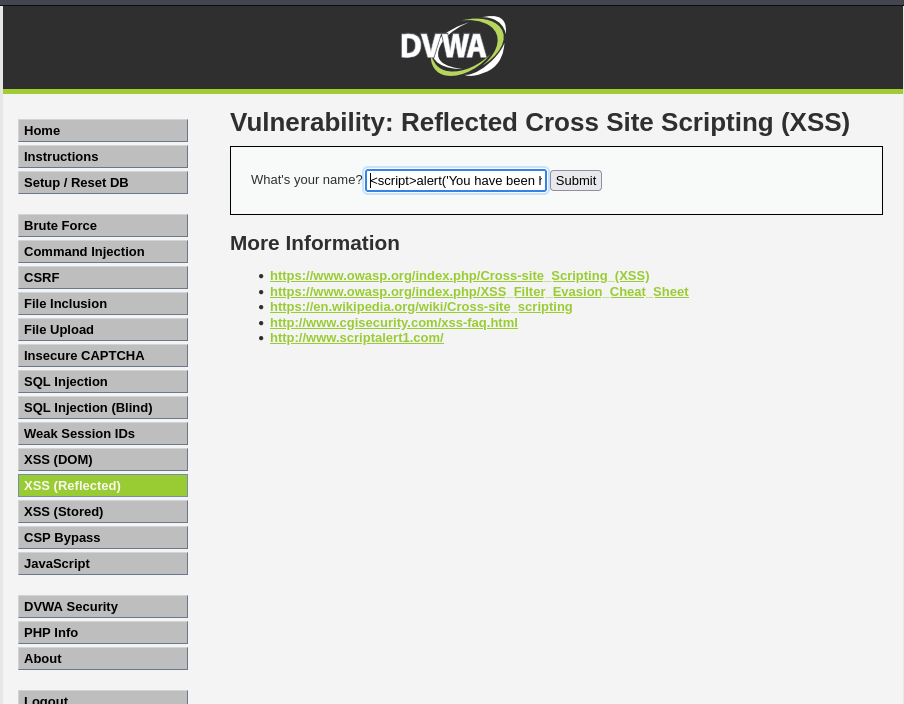 DVWA
Home
Instructions
Setup / Reset DB
Brute Force
Command Injection
CSRF
File Inclusion
File Upload
Insecure CAPTCHA
SQL Injection
SQL Injection (Blind)
Weak Session IDs
XSS (DOM)
XSS (Reflected)
XSS (Stored)
CSP Bypass
JavaScript
DVWA Security
PHP Info
About
Logout
Vulnerability: Reflected Cross Site Scripting (XSS)
What's your name? <script>alert('You have been Submit
More Information
https://www.owasp.org/index.php/Cross-site_Scripting_(XSS)
https://www.owasp.org/index.php/XSS_Filter_Evasion_Cheat_Sheet
https://en.wikipedia.org/wiki/Cross-site_scripting
http://www.cgisecurity.com/xss-faq.html
http://www.scriptalert1.com/